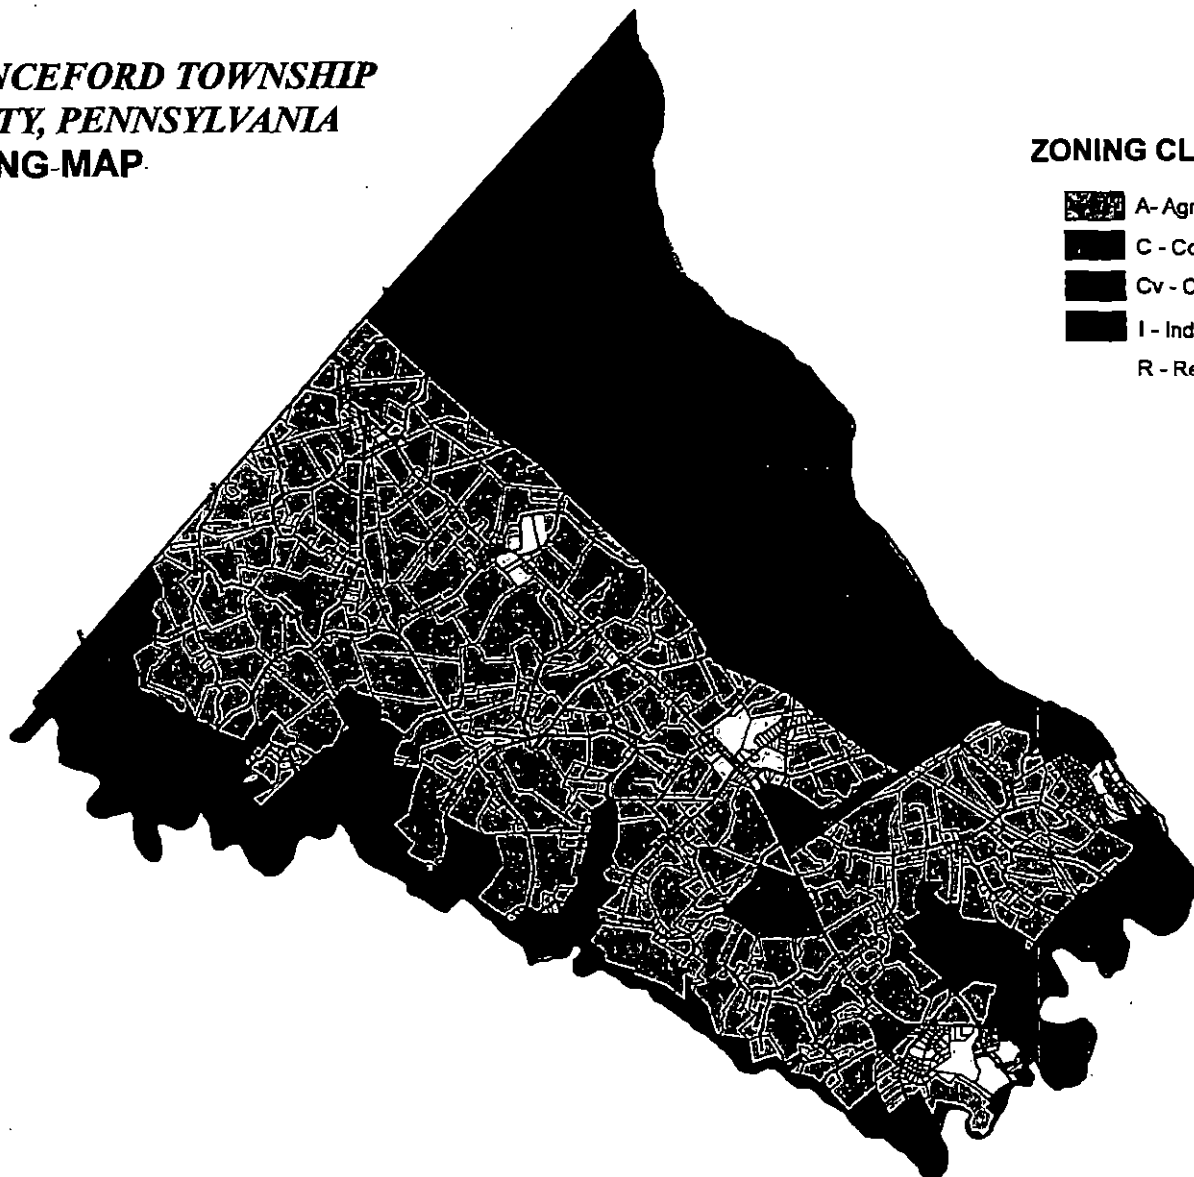 NCEFORD TOWNSHIP
TY, PENNSYLVANIA
NG-MAP
ZONING CL
A- Agr
C - Co
Cv - C
I - Ind
R - Re